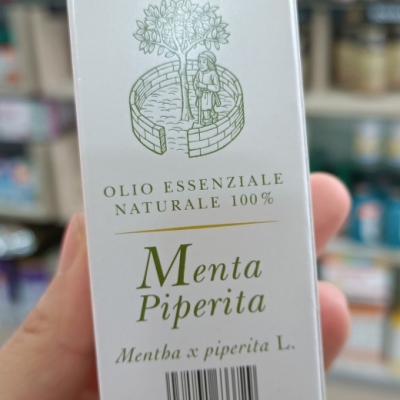 OLIO ESSENZIALE
NATURALE 100%
Menta
Piperita
Mentha x piperita L.